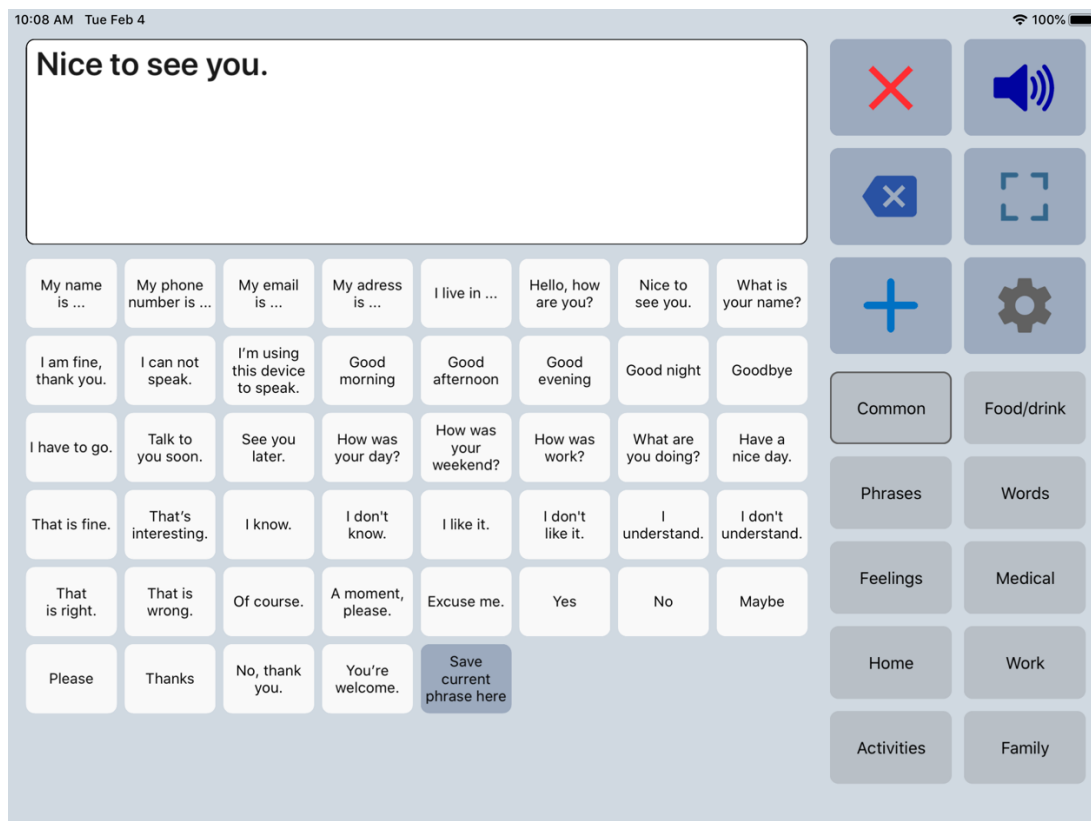 10:08 AM Tue Feb 4
100%
Nice to see you.
My name
is ...
My phone
number is ...
My email
is ...
My adress
is ...
I live in ...
Hello, how
are you?
Nice to
see you.
What is
your name?
I am fine,
thank you.
I can not
speak.
I’m using
this device
to speak.
Good
morning
Good
afternoon
Good
evening
Good night
Goodbye
I have to go.
Talk to
you soon.
See you
later.
How was
your day?
How was
your
weekend?
How was
work?
What are
you doing?
Have a
nice day.
That is fine.
That’s
interesting.
I know.
I don't
know.
I like it.
I don't
like it.
I
understand.
I don't
understand.
That
is right.
That is
wrong.
Of course.
A moment,
please.
Excuse me.
Yes
No
Maybe
Please
Thanks
No, thank
you.
You’re
welcome.
Save
current
phrase here
Common
Food/drink
Phrases
Words
Feelings
Medical
Home
Work
Activities
Family